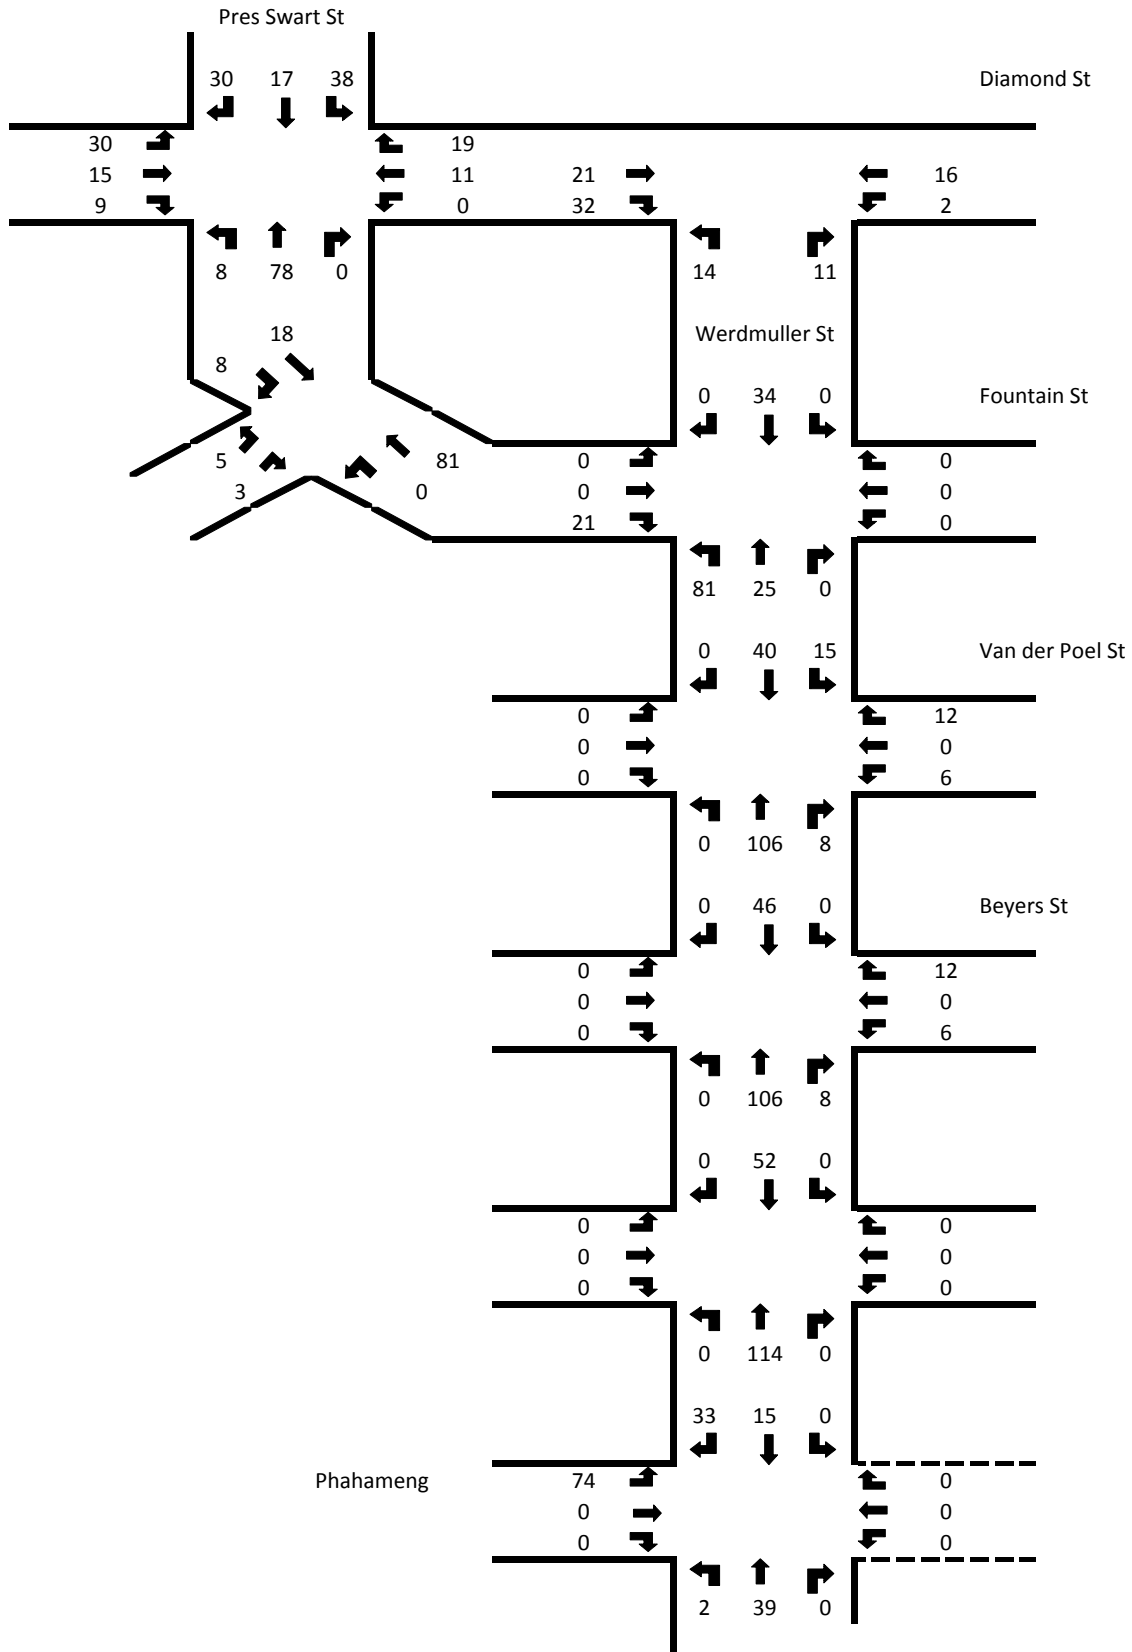 Pres Swart St
30 17 38 Diamond St
30 19
15 11 21 16
9 0 32 2
8 78 0 14 11
18 Werdmuller St
8
0 34 0 Fountain St
5 81 0 0
3 0 0 0
21 0
81 25 0
0 40 15 Van der Poel St
0 12
0 0
0 6
0 106 8
0 46 0 Beyers St
0 12
0 0
0 6
0 106 8
0 52 0
0 0
0 0
0 0
0 114 0
33 15 0
Phahameng 74 0
0 0
0 0
2 39 0